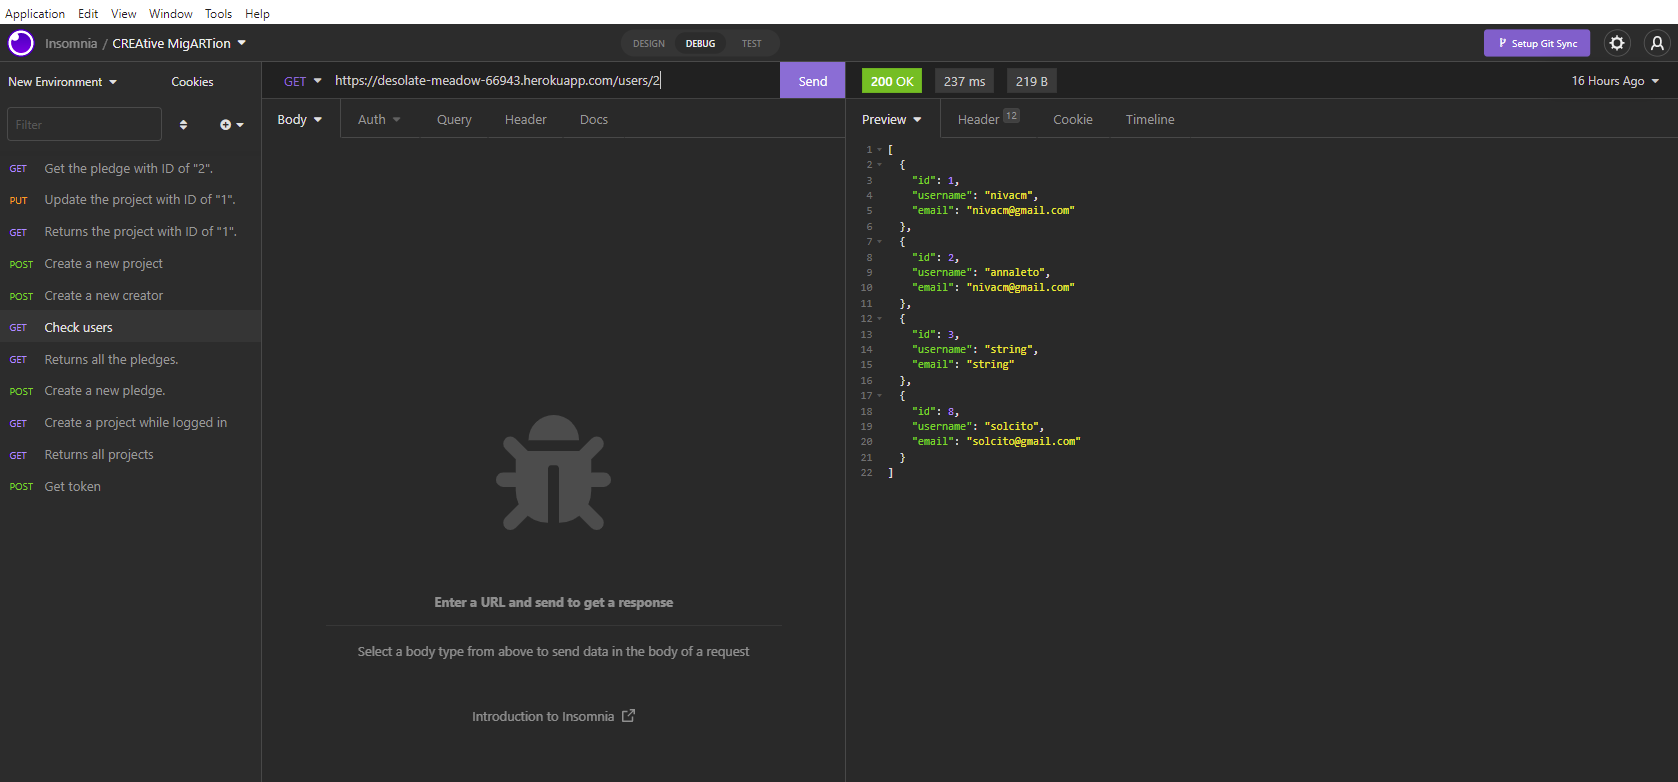 Application Edit View Window Tools Help
Insomnia / CREAtive MigARTion
DESIGN DEBUG TEST
Setup Git Sync
New Environment
Cookies
Filter
GET Get the pledge with ID of "2".
PUT Update the project with ID of "1".
GET Returns the project with ID of "1".
POST Create a new project
POST Create a new creator
GET Check users
GET Returns all the pledges.
POST Create a new pledge.
GET Create a project while logged in
GET Returns all projects
POST Get token
GET https://desolate-meadow-66943.herokuapp.com/users/2 Send
Body Auth Query Header Docs
Enter a URL and send to get a response
Select a body type from above to send data in the body of a request
Introduction to Insomnia
200 OK 237 ms 219 B 16 Hours Ago
Preview Header 12 Cookie Timeline
1 [
2 {
3 "id": 1,
4 "username": "nivacm",
5 "email": "nivacm@gmail.com"
6 },
7 {
8 "id": 2,
9 "username": "annaleto",
10 "email": "nivacm@gmail.com"
11 },
12 {
13 "id": 3,
14 "username": "string",
15 "email": "string"
16 },
17 {
18 "id": 8,
19 "username": "solcito",
20 "email": "solcito@gmail.com"
21 }
22 ]